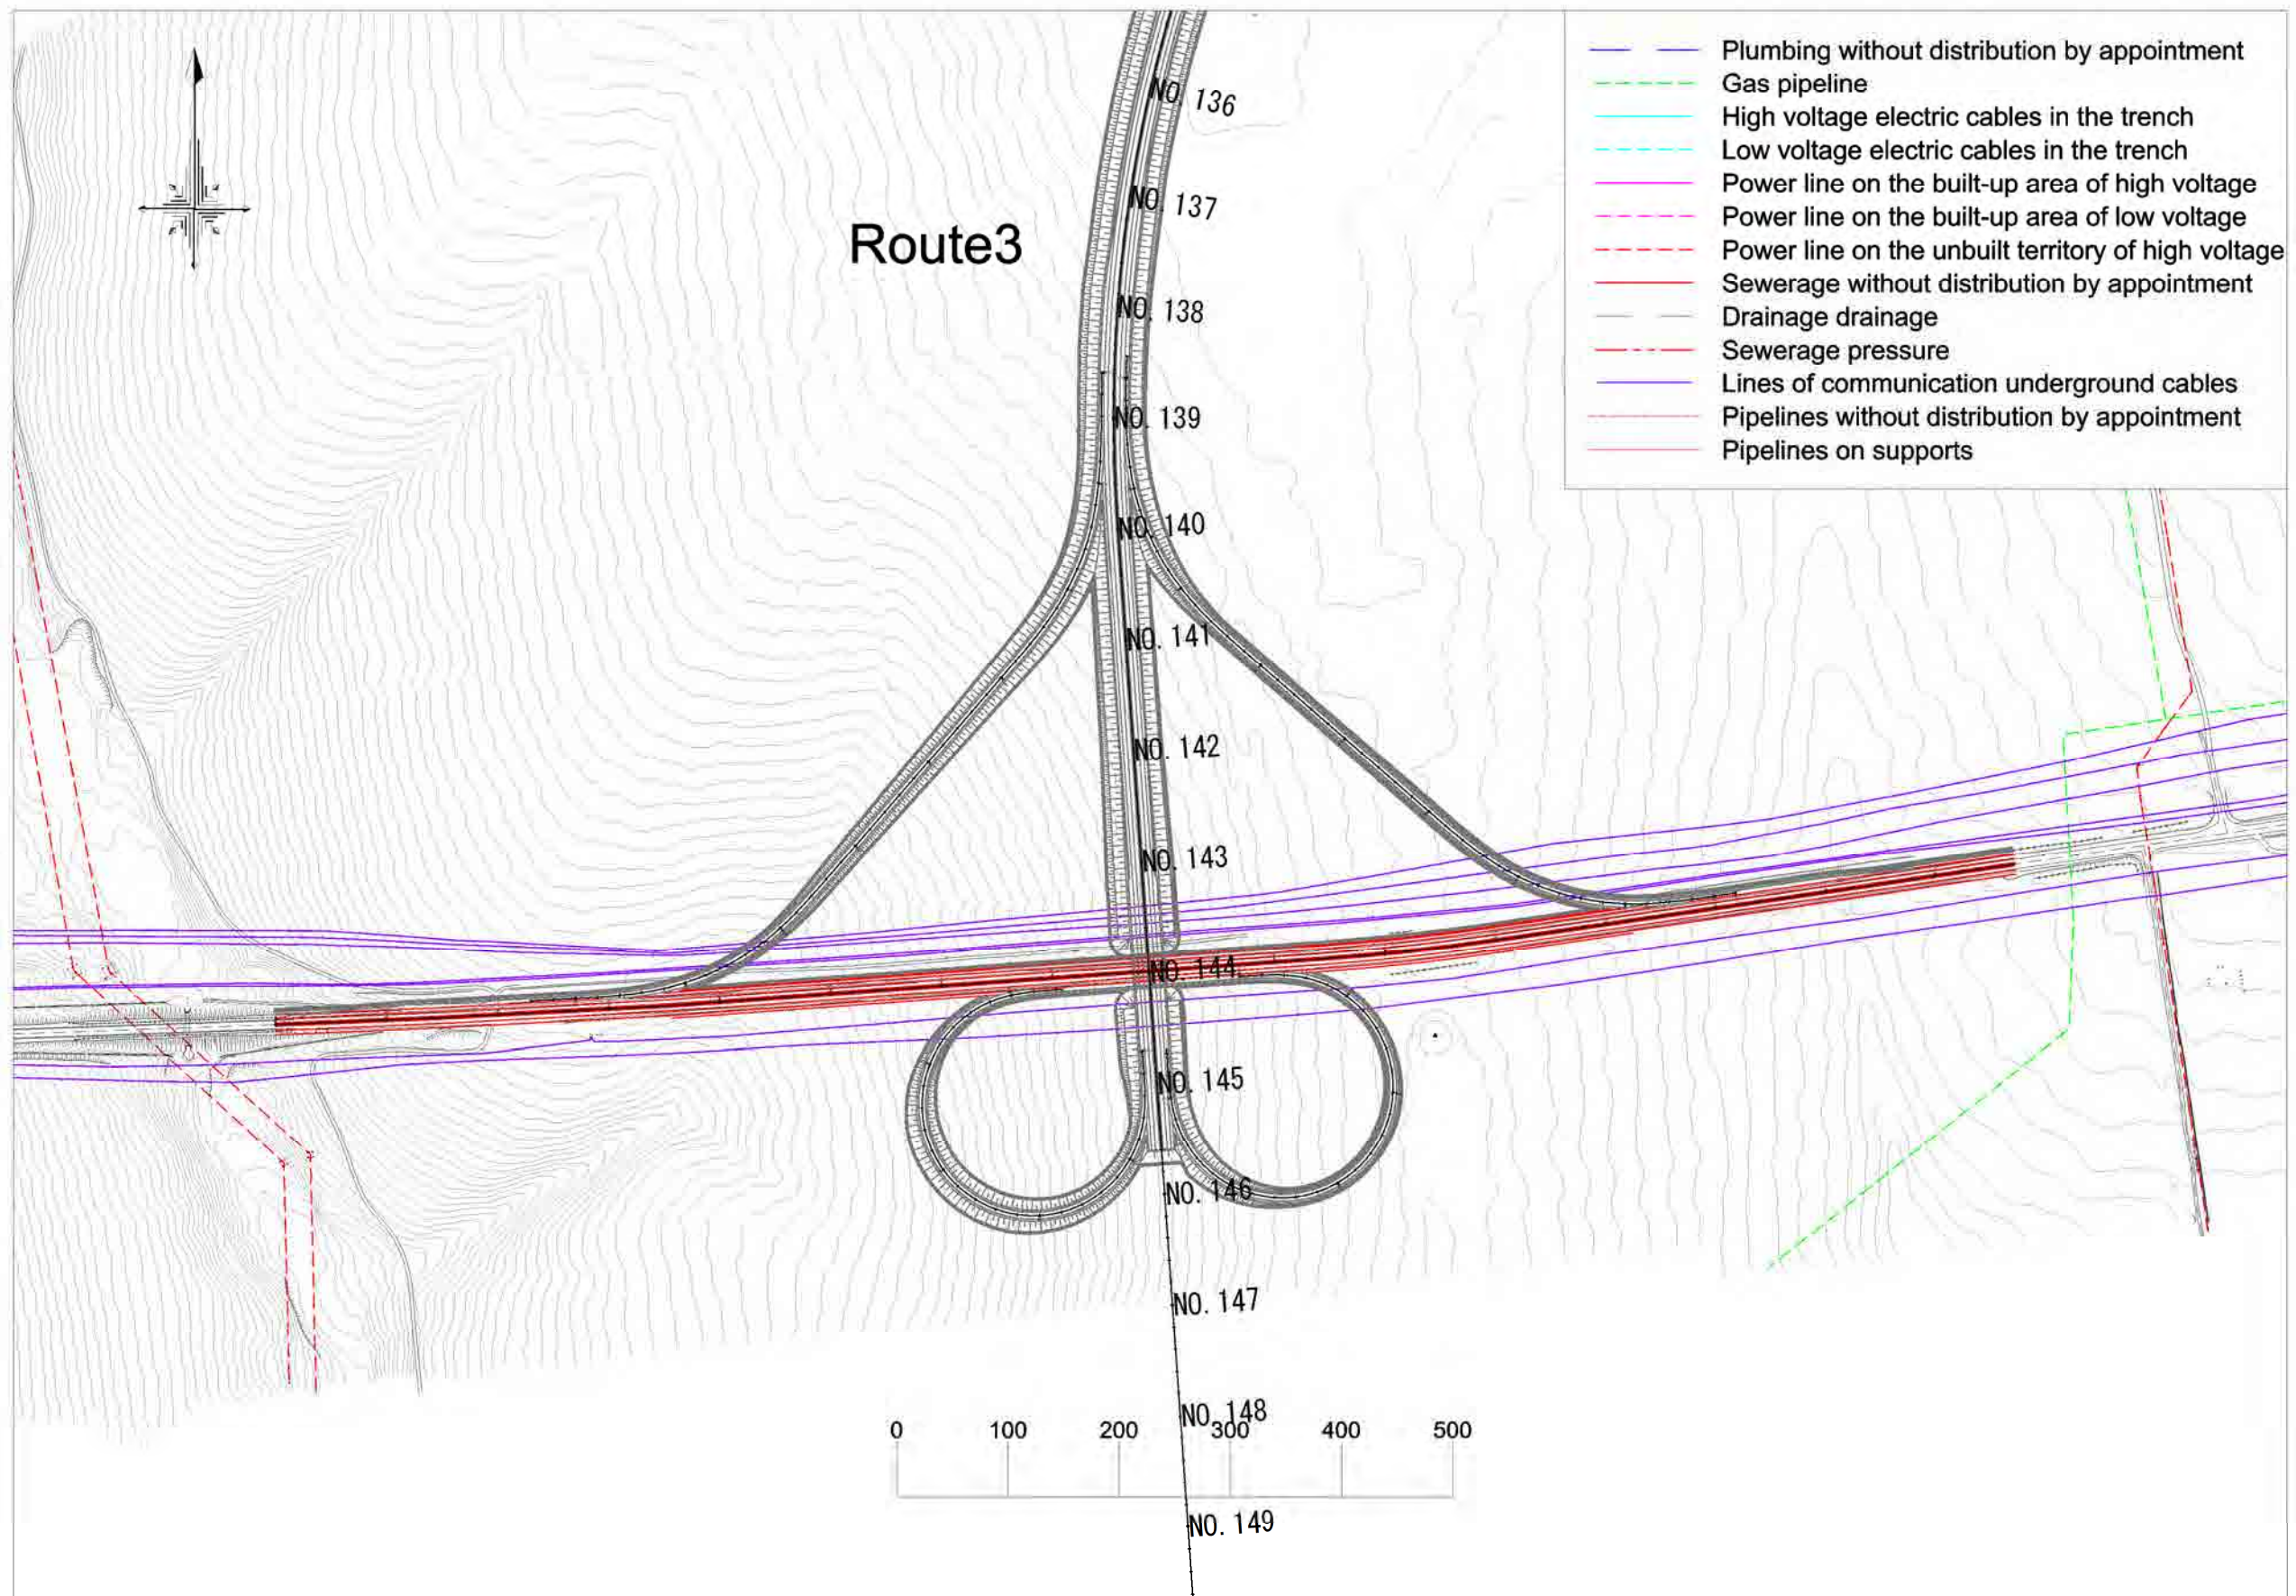 Plumbing without distribution by appointment
Gas pipeline
High voltage electric cables in the trench
Low voltage electric cables in the trench
Power line on the built-up area of high voltage
Power line on the built-up area of low voltage
Power line on the unbuilt territory of high voltage
Sewerage without distribution by appointment
Drainage drainage
Sewerage pressure
Lines of communication underground cables
Pipelines without distribution by appointment
Pipelines on supports
NO. 136
NO. 137
Route3
NO. 138
NO. 139
NO. 140
NO. 141
NO. 142
NO. 143
NO. 144
NO. 145
NO. 146
NO. 147
NO. 148
0 100 200 300 400 500
NO. 149